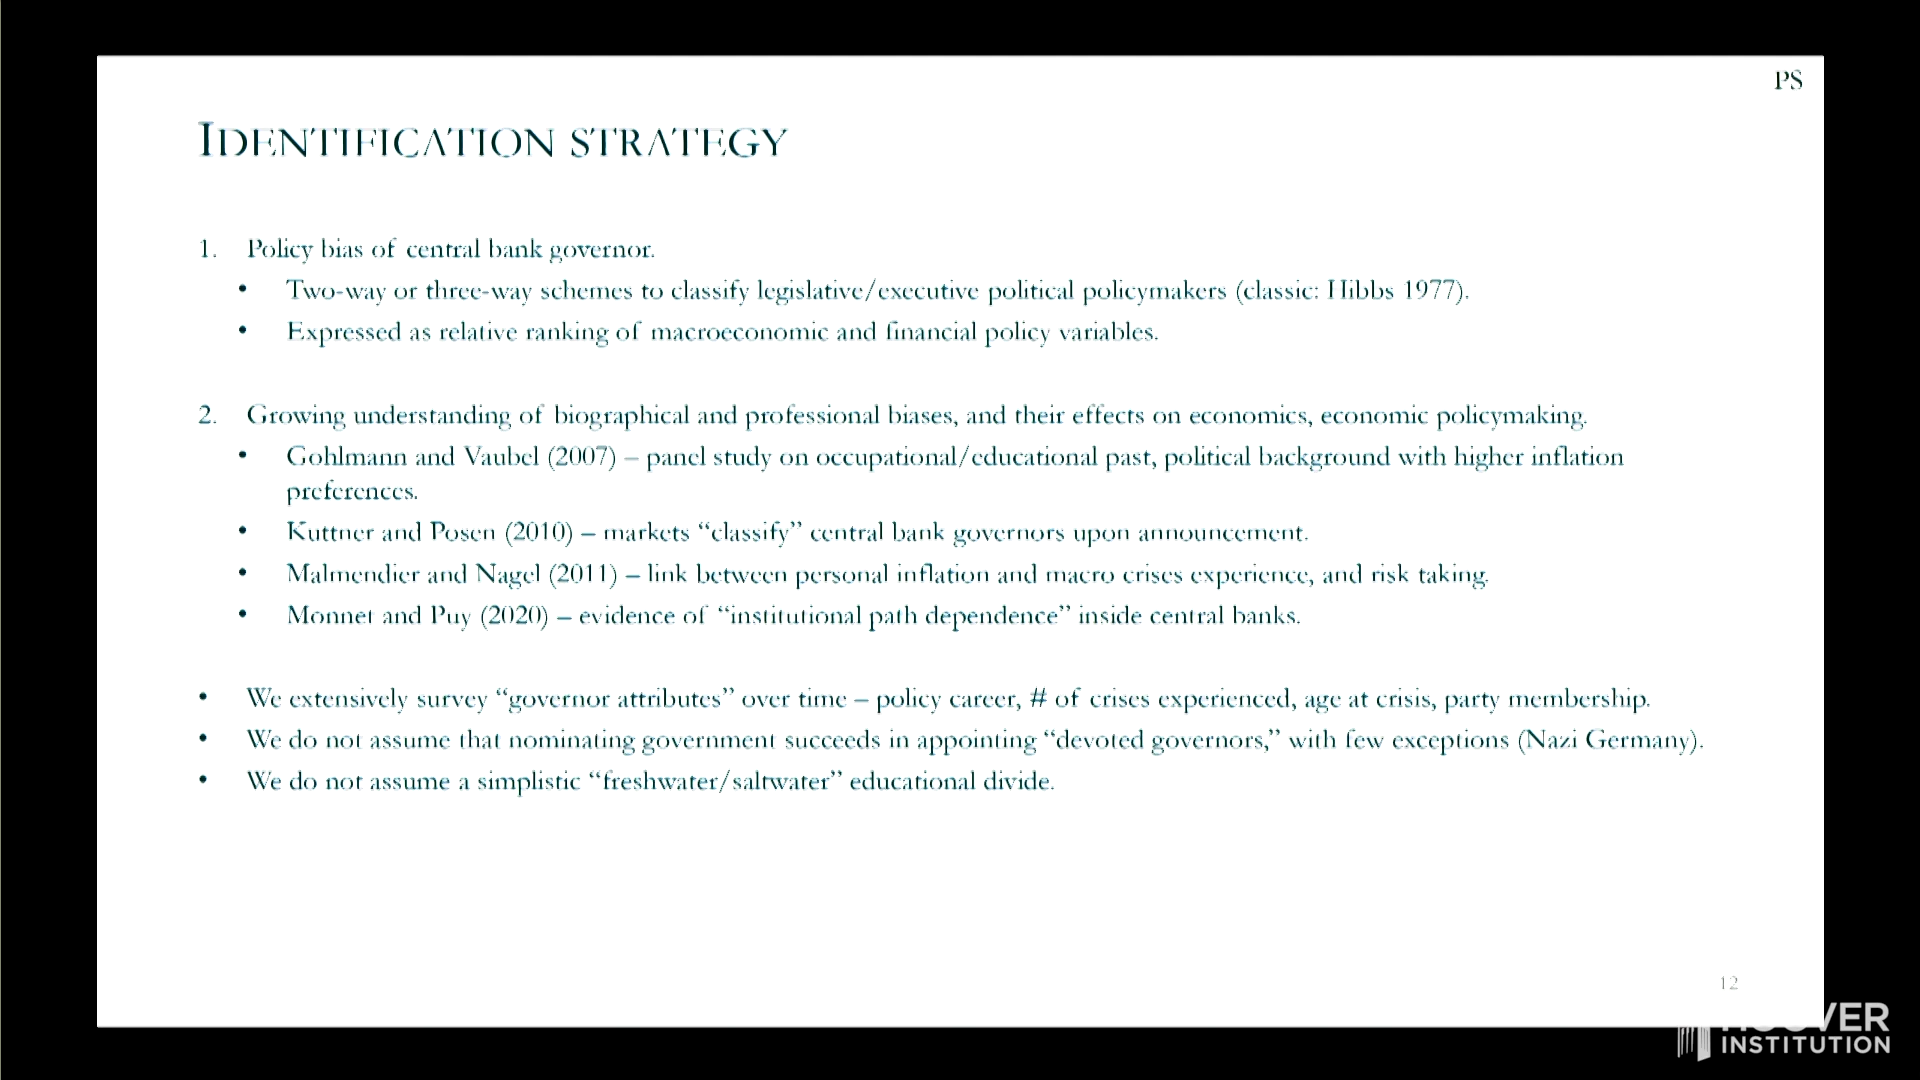 PS
IDENTIFICATION STRATEGY
1. Policy bias of central bank governor.
• Two-way or three-way schemes to classify legislative/executive political policymakers (classic: Hibbs 1977).
• Expressed as relative ranking of macroeconomic and financial policy variables.
2. Growing understanding of biographical and professional biases, and their effects on economics, economic policymaking.
• Gohlmann and Vaubel (2007) – panel study on occupational/educational past, political background with higher inflation
preferences.
• Kuttner and Posen (2010) – markets “classify” central bank governors upon announcement.
• Malmendier and Nagel (2011) – link between personal inflation and macro crises experience, and risk taking.
• Monnet and Puy (2020) – evidence of “institutional path dependence” inside central banks.
• We extensively survey “governor attributes” over time – policy career, # of crises experienced, age at crisis, party membership.
• We do not assume that nominating government succeeds in appointing “devoted governors,” with few exceptions (Nazi Germany).
• We do not assume a simplistic “freshwater/saltwater” educational divide.
12
HOOVER
INSTITUTION